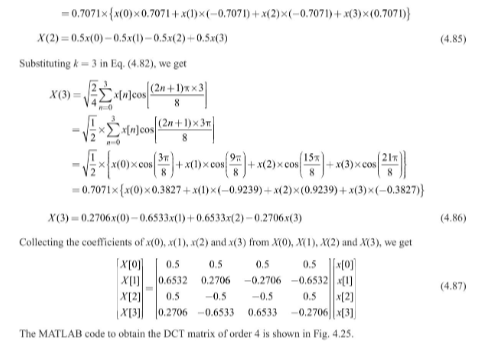 =0.7071×{x(0)×0.7071+x(1)×(−0.7071)+x(2)×(−0.7071)+x(3)×(0.7071)}
X(2)=0.5x(0)−0.5x(1)−0.5x(2)+0.5x(3) (4.85)
Substituting k=3 in Eq. (4.82), we get
X(3)=√(2/4) ∑_{n=0}^{3} x[n]cos|(2n+1)π×3/8|
=√(1/2)×∑_{n=0}^{3} x[n]cos|(2n+1)×3π/8|
=√(1/2)×{x(0)×cos(3π/8)+x(1)×cos(9π/8)+x(2)×cos(15π/8)+x(3)×cos(21π/8)}
=0.7071×{x(0)×0.3827+x(1)×(−0.9239)+x(2)×(0.9239)+x(3)×(−0.3827)}
X(3)=0.2706x(0)−0.6533x(1)+0.6533x(2)−0.2706x(3) (4.86)
Collecting the coefficients of x(0), x(1), x(2) and x(3) from X(0), X(1), X(2) and X(3), we get
|X[0]| |0.5 0.5 0.5 0.5| |x[0]|
|X[1]| |0.6532 0.2706 −0.2706 −0.6532| |x[1]|
|X[2]| = |0.5 −0.5 −0.5 0.5| |x[2]| (4.87)
|X[3]| |0.2706 −0.6533 0.6533 −0.2706| |x[3]|
The MATLAB code to obtain the DCT matrix of order 4 is shown in Fig. 4.25.